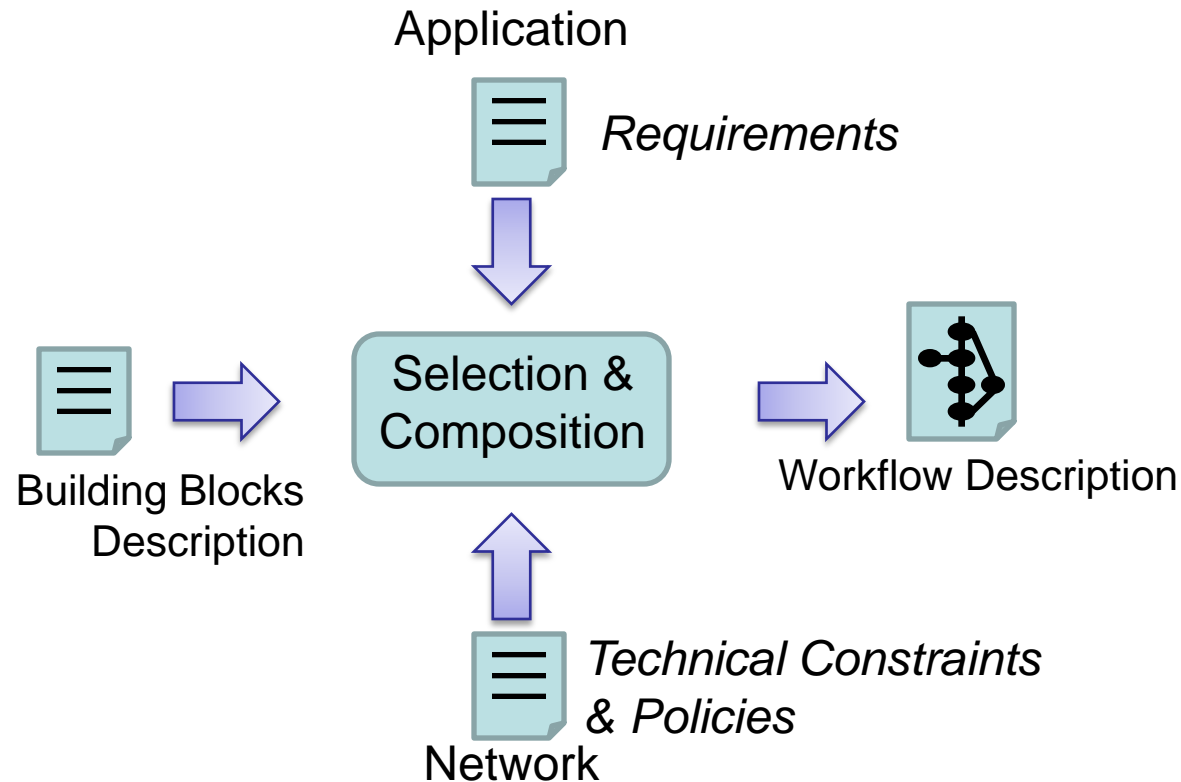 Application
Requirements
Selection &
Composition
Building Blocks
Description
Workflow Description
Technical Constraints
& Policies
Network